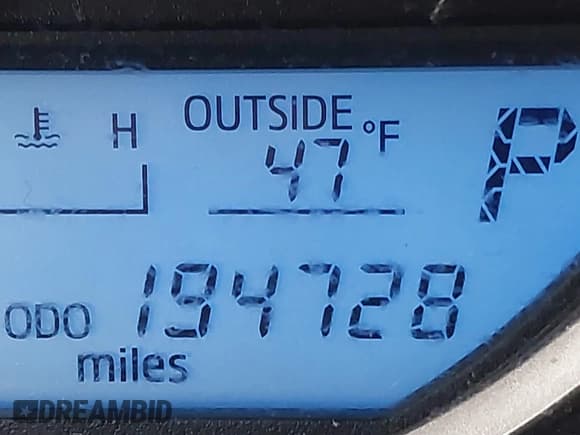 H OUTSIDE
47 °F P
ODO 194728
miles
DREAMBID